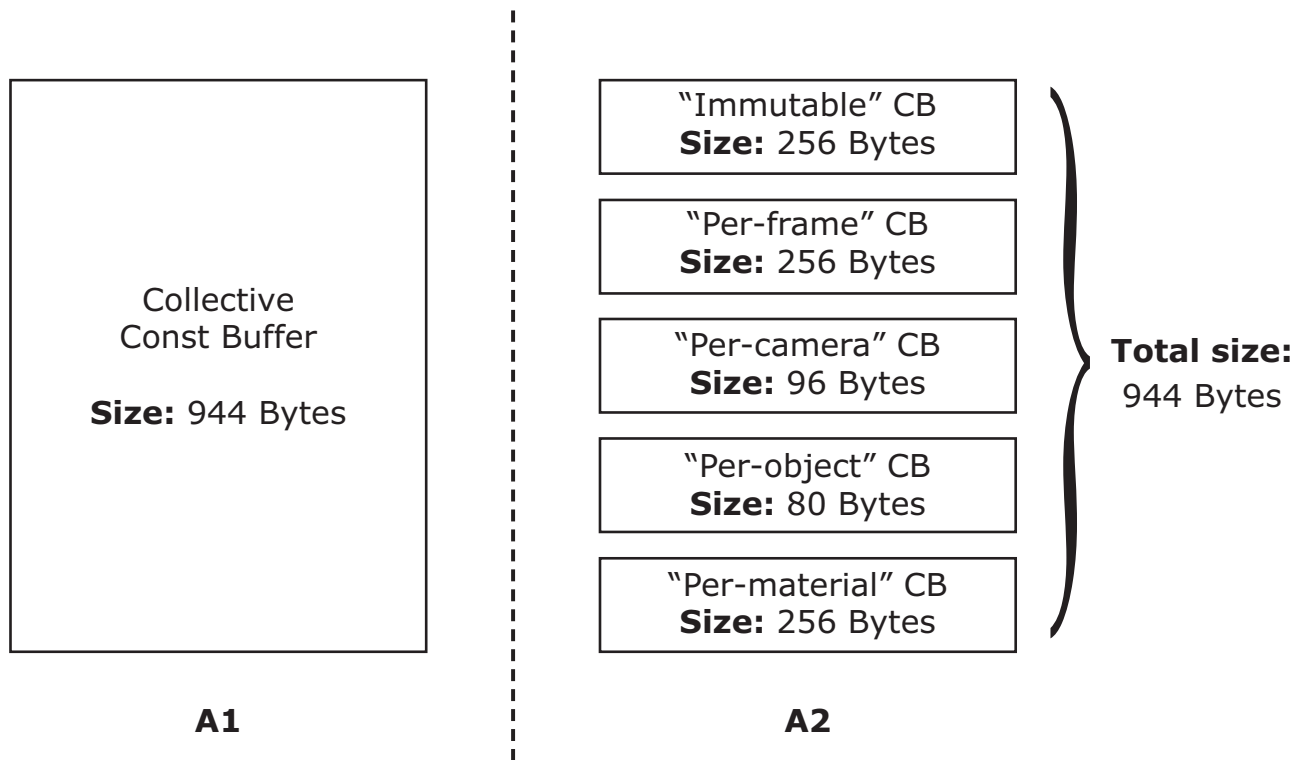 Collective
Const Buffer
Size: 944 Bytes
A1
“Immutable” CB
Size: 256 Bytes
“Per-frame” CB
Size: 256 Bytes
“Per-camera” CB
Size: 96 Bytes
“Per-object” CB
Size: 80 Bytes
“Per-material” CB
Size: 256 Bytes
A2
Total size:
944 Bytes